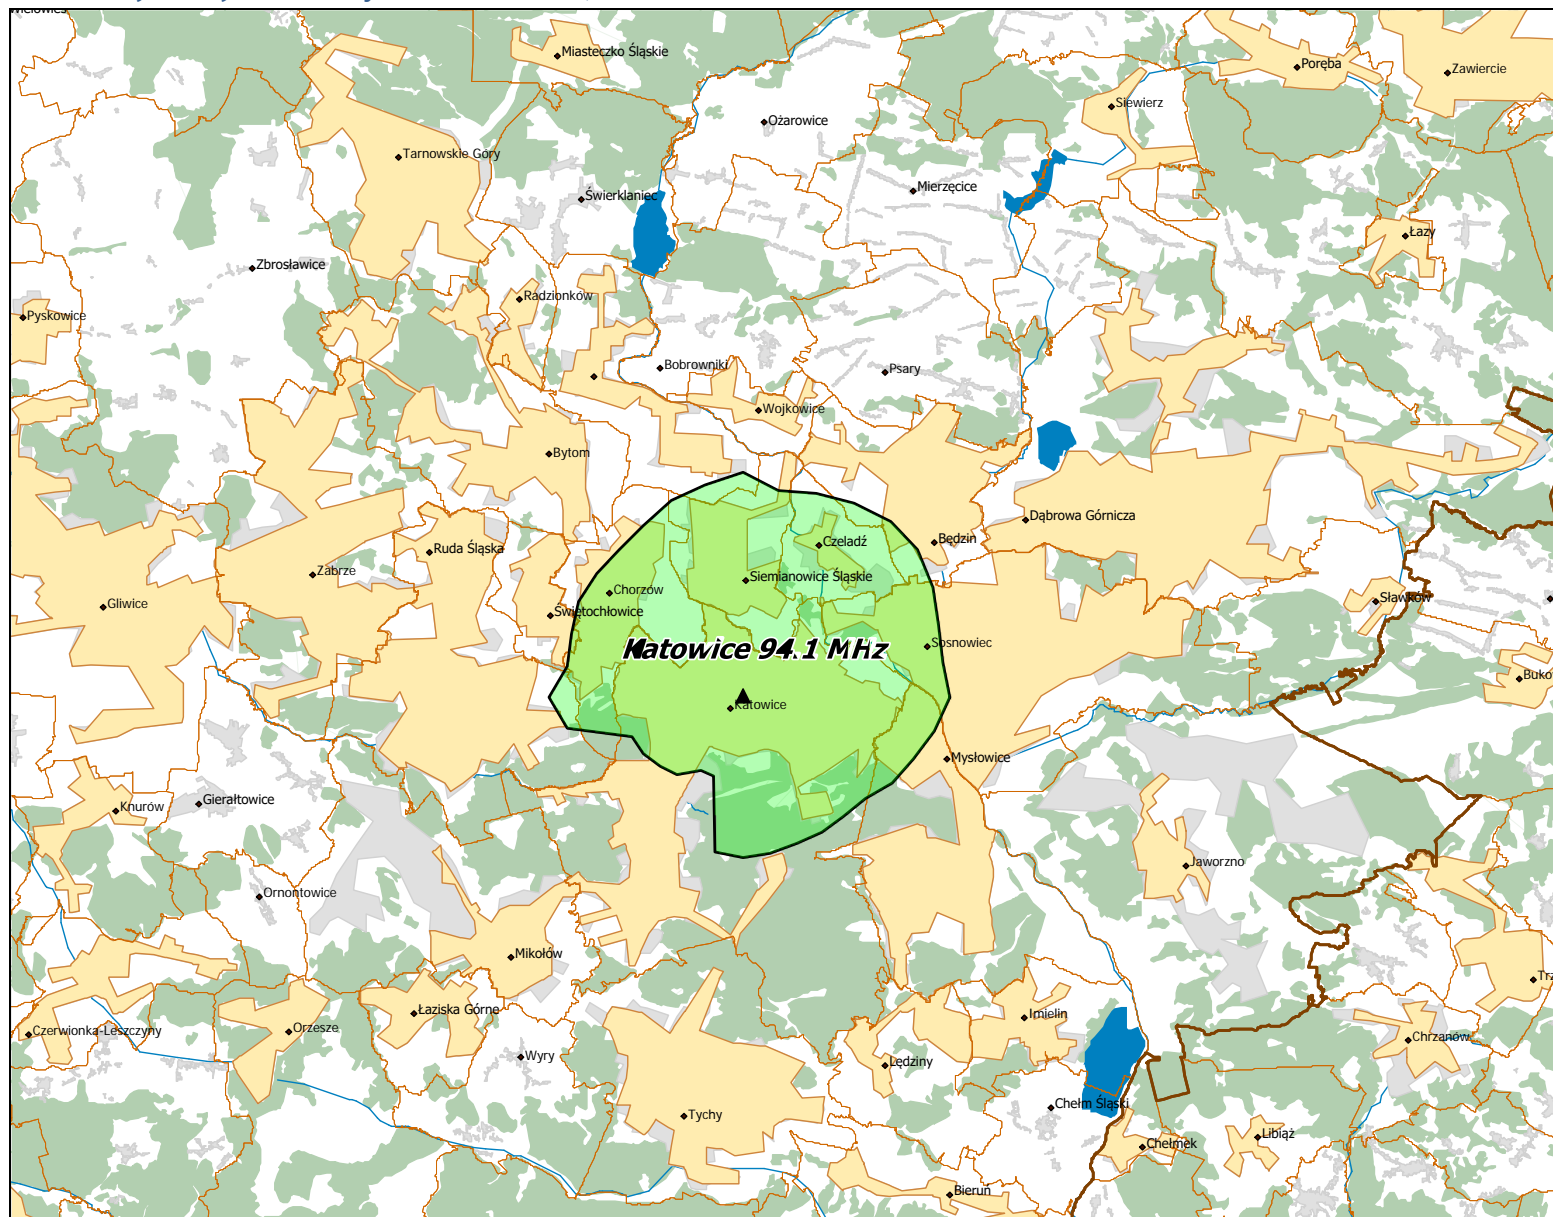 Miasteczko Śląskie
Poręba
Zawiercie
Siewierz
Ożarowice
Tarnowskie Góry
Mierzęcice
Świerklaniec
Łazy
Zbrosławice
Radzionków
Pyskowice
Bobrowniki
Psary
Wojkowice
Bytom
Dąbrowa Górnicza
Czeladź
Będzin
Ruda Śląska
Zabrze
Siemianowice Śląskie
Chorzów
Sławków
Gliwice
Świętochłowice
Katowice 94.1 MHz
Sosnowiec
Buko
Katowice
Mysłowice
Knurów
Gierałtowice
Jaworzno
Ornontowice
Mikołów
Trz
Łaziska Górne
Imielin
Czerwionka-Leszczyny
Orzesze
Chrzanów
Wyry
Lędziny
Chełm Śląski
Tychy
Libiąż
Chełmek
Bieruń